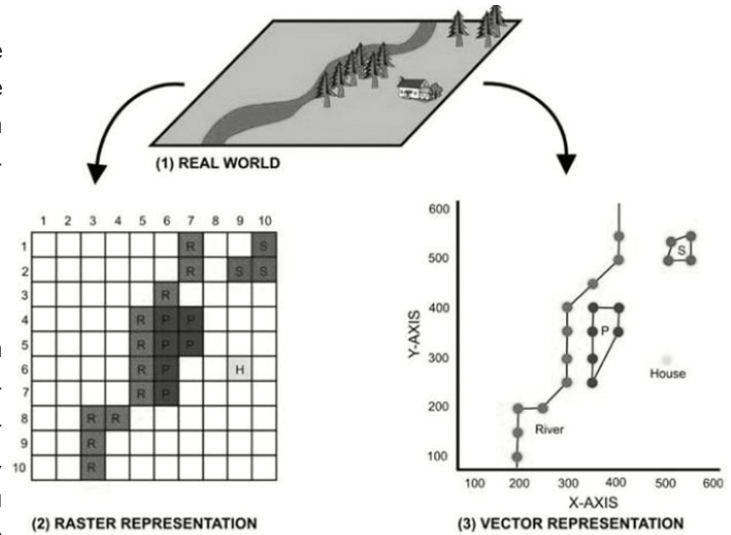 (1) REAL WORLD
1 2 3 4 5 6 7 8 9 10
1 R S
2 R S S
3 R
4 R P P
5 R P P
6 R P H
7 R P
8 R R
9 R
10 R
(2) RASTER REPRESENTATION
600
500
400
300
200
100
Y-AXIS
S
P
House
River
100 200 300 400 500 600
X-AXIS
(3) VECTOR REPRESENTATION